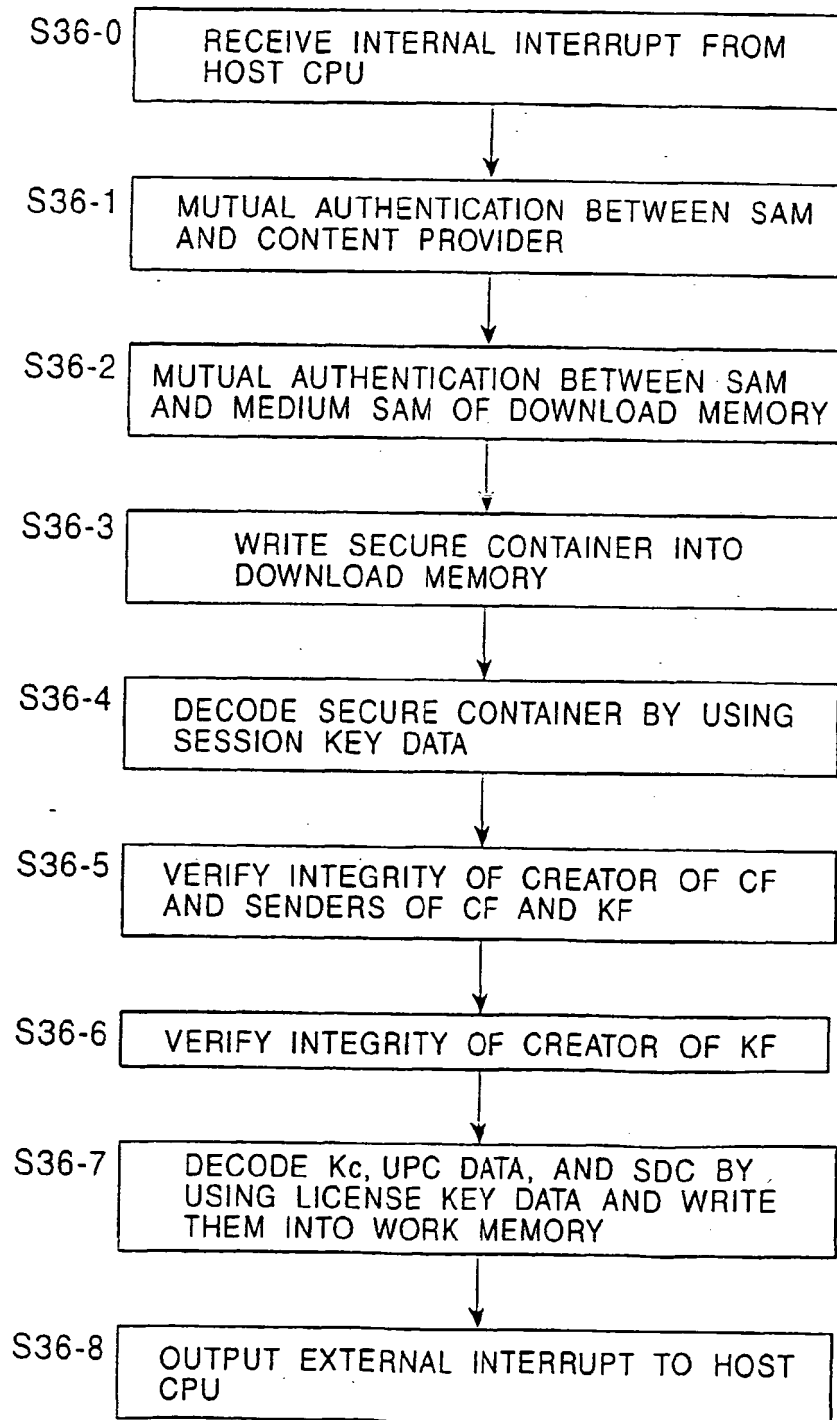 S36-0
RECEIVE INTERNAL INTERRUPT FROM
HOST CPU
S36-1
MUTUAL AUTHENTICATION BETWEEN SAM
AND CONTENT PROVIDER
S36-2
MUTUAL AUTHENTICATION BETWEEN SAM
AND MEDIUM SAM OF DOWNLOAD MEMORY
S36-3
WRITE SECURE CONTAINER INTO
DOWNLOAD MEMORY
S36-4
DECODE SECURE CONTAINER BY USING
SESSION KEY DATA
S36-5
VERIFY INTEGRITY OF CREATOR OF CF
AND SENDERS OF CF AND KF
S36-6
VERIFY INTEGRITY OF CREATOR OF KF
S36-7
DECODE Kc, UPC DATA, AND SDC BY
USING LICENSE KEY DATA AND WRITE
THEM INTO WORK MEMORY
S36-8
OUTPUT EXTERNAL INTERRUPT TO HOST
CPU